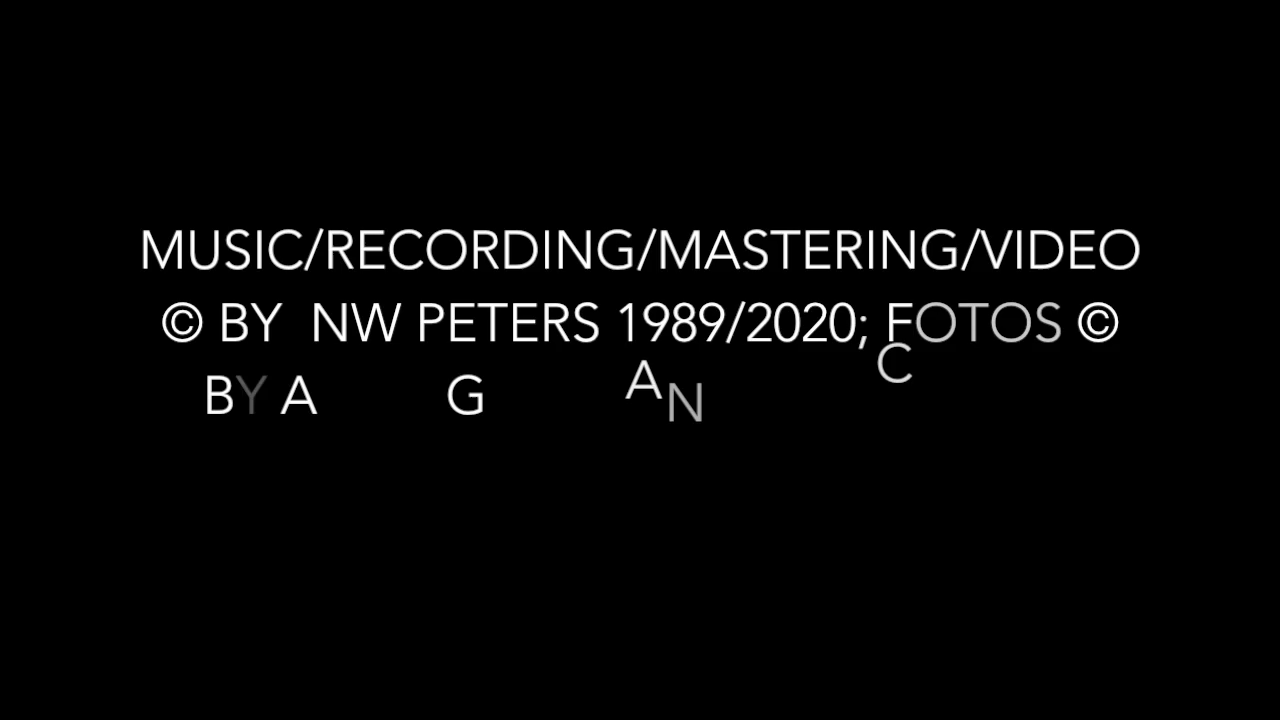 MUSIC/RECORDING/MASTERING/VIDEO
© BY NW PETERS 1989/2020; FOTOS ©
BY A G A N C